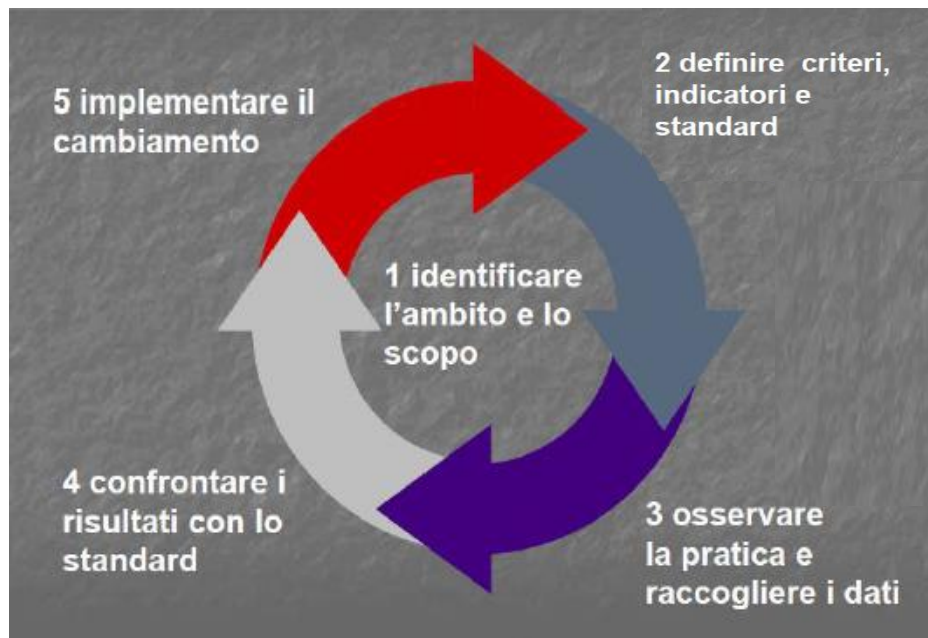 1 identificare
l'ambito e lo
scopo
2 definire criteri,
indicatori e
standard
3 osservare
la pratica e
raccogliere i dati
4 confrontare i
risultati con lo
standard
5 implementare il
cambiamento